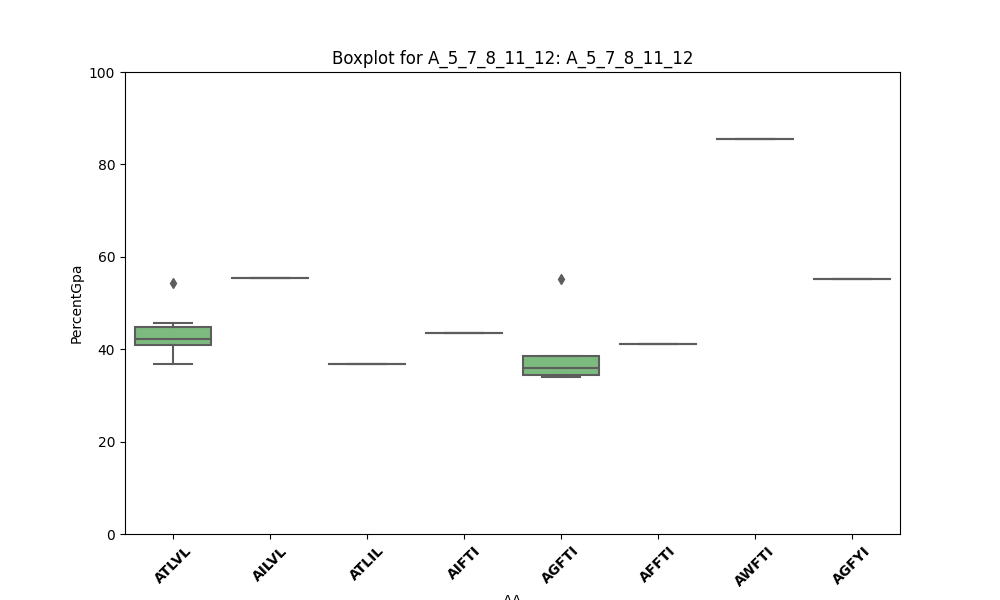 Boxplot for A_5_7_8_11_12: A_5_7_8_11_12
100
80
60
40
20
0
PercentGpa
ATLVL
AILVL
ATLIL
AIFTI
AGFTI
AFFTI
AWFTI
AGFYI
AA